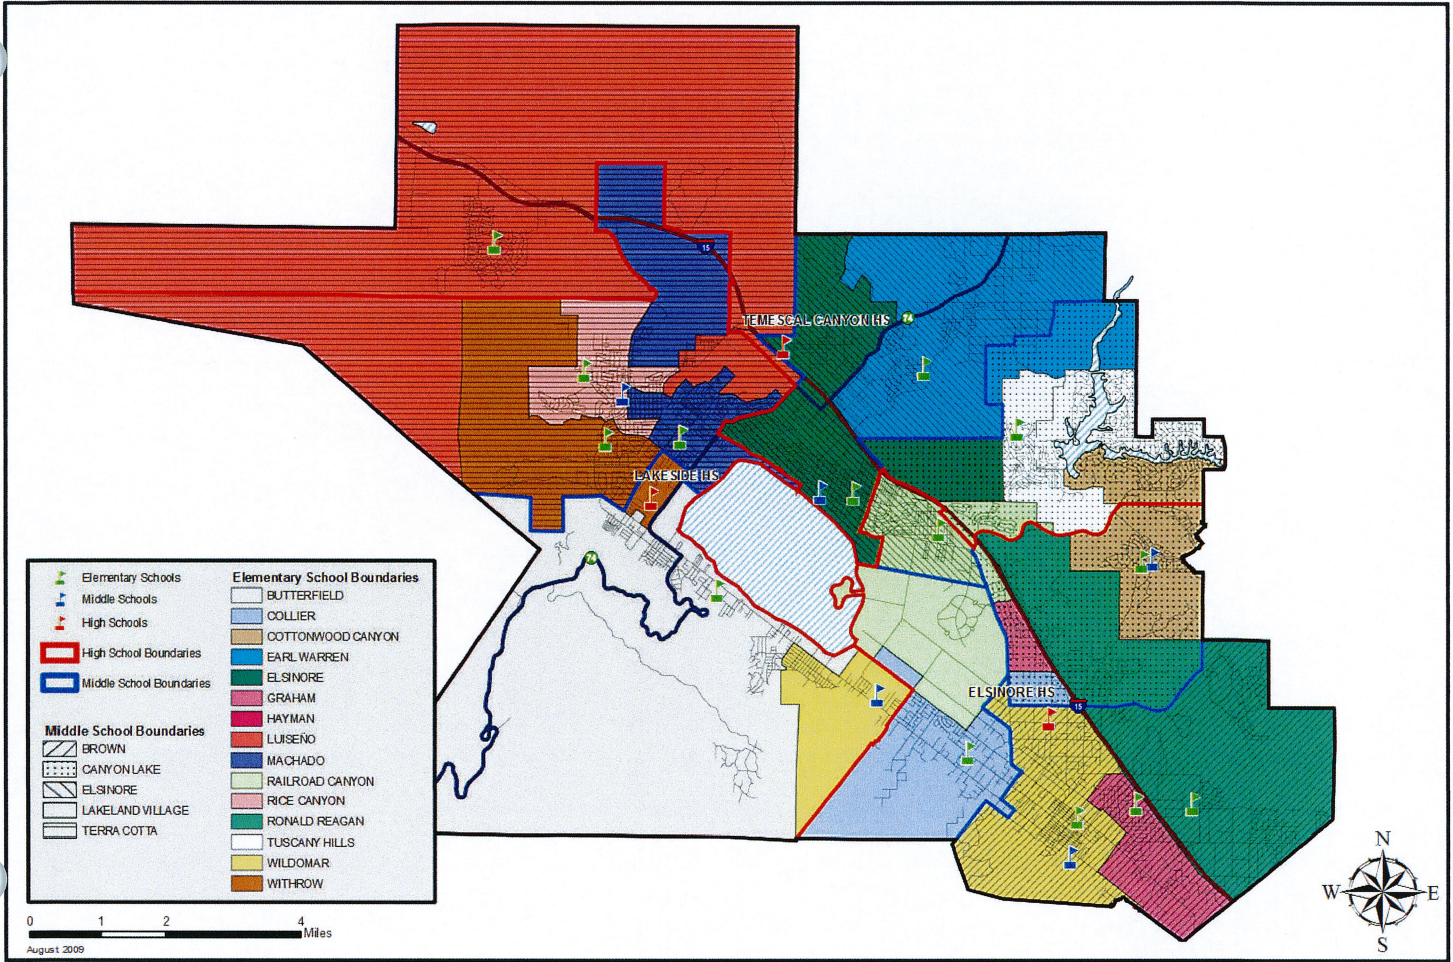 15
TEMESCAL CANYON HS
74
LAKESIDE HS
74
ELSINORE HS
15
Elementary Schools
Middle Schools
High Schools
High School Boundaries
Middle School Boundaries
Middle School Boundaries
BROWN
CANYON LAKE
ELSINORE
LAKELAND VILLAGE
TERRA COTTA
Elementary School Boundaries
BUTTERFIELD
COLLIER
COTTONWOOD CANYON
EARL WARREN
ELSINORE
GRAHAM
HAYMAN
LUISEÑO
MACHADO
RAILROAD CANYON
RICE CANYON
RONALD REAGAN
TUSCANY HILLS
WILDOMAR
WITHROW
0 1 2 4
Miles
August 2009
N
W E
S